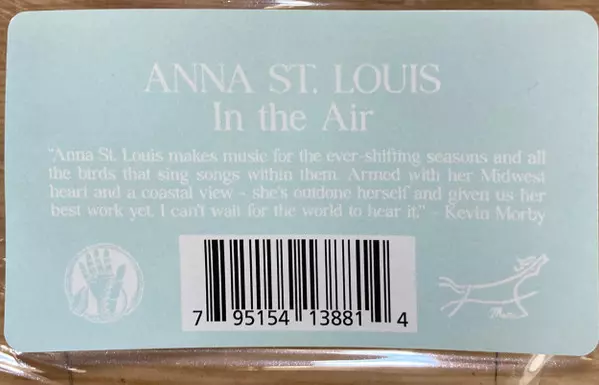 ANNA ST. LOUIS
In the Air
"Anna St. Louis makes music for the ever-shifting seasons and all
the birds that sing songs within them. Armed with her Midwest
heart and a coastal view - she's outdone herself and given us her
best work yet. I can't wait for the world to hear it." - Kevin Morby
7 95154 13881 4